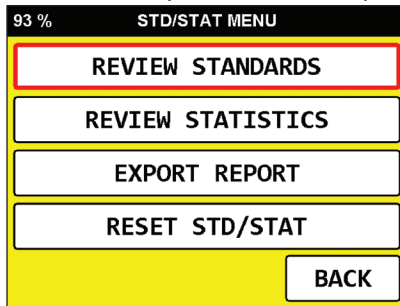 93 % STD/STAT MENU
REVIEW STANDARDS
REVIEW STATISTICS
EXPORT REPORT
RESET STD/STAT
BACK